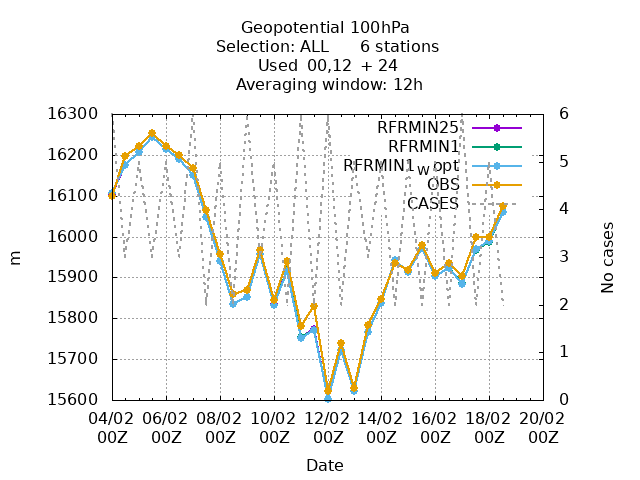 Geopotential 100hPa
Selection: ALL 6 stations
Used 00,12 + 24
Averaging window: 12h
16300
16200
16100
16000
15900
15800
15700
15600
m
6
5
4
3
2
1
0
No cases
RFRMIN25
RFRMIN1
RFRMIN1w opt
OBS
CASES
04/02 06/02 08/02 10/02 12/02 14/02 16/02 18/02 20/02
00Z 00Z 00Z 00Z 00Z 00Z 00Z 00Z 00Z
Date